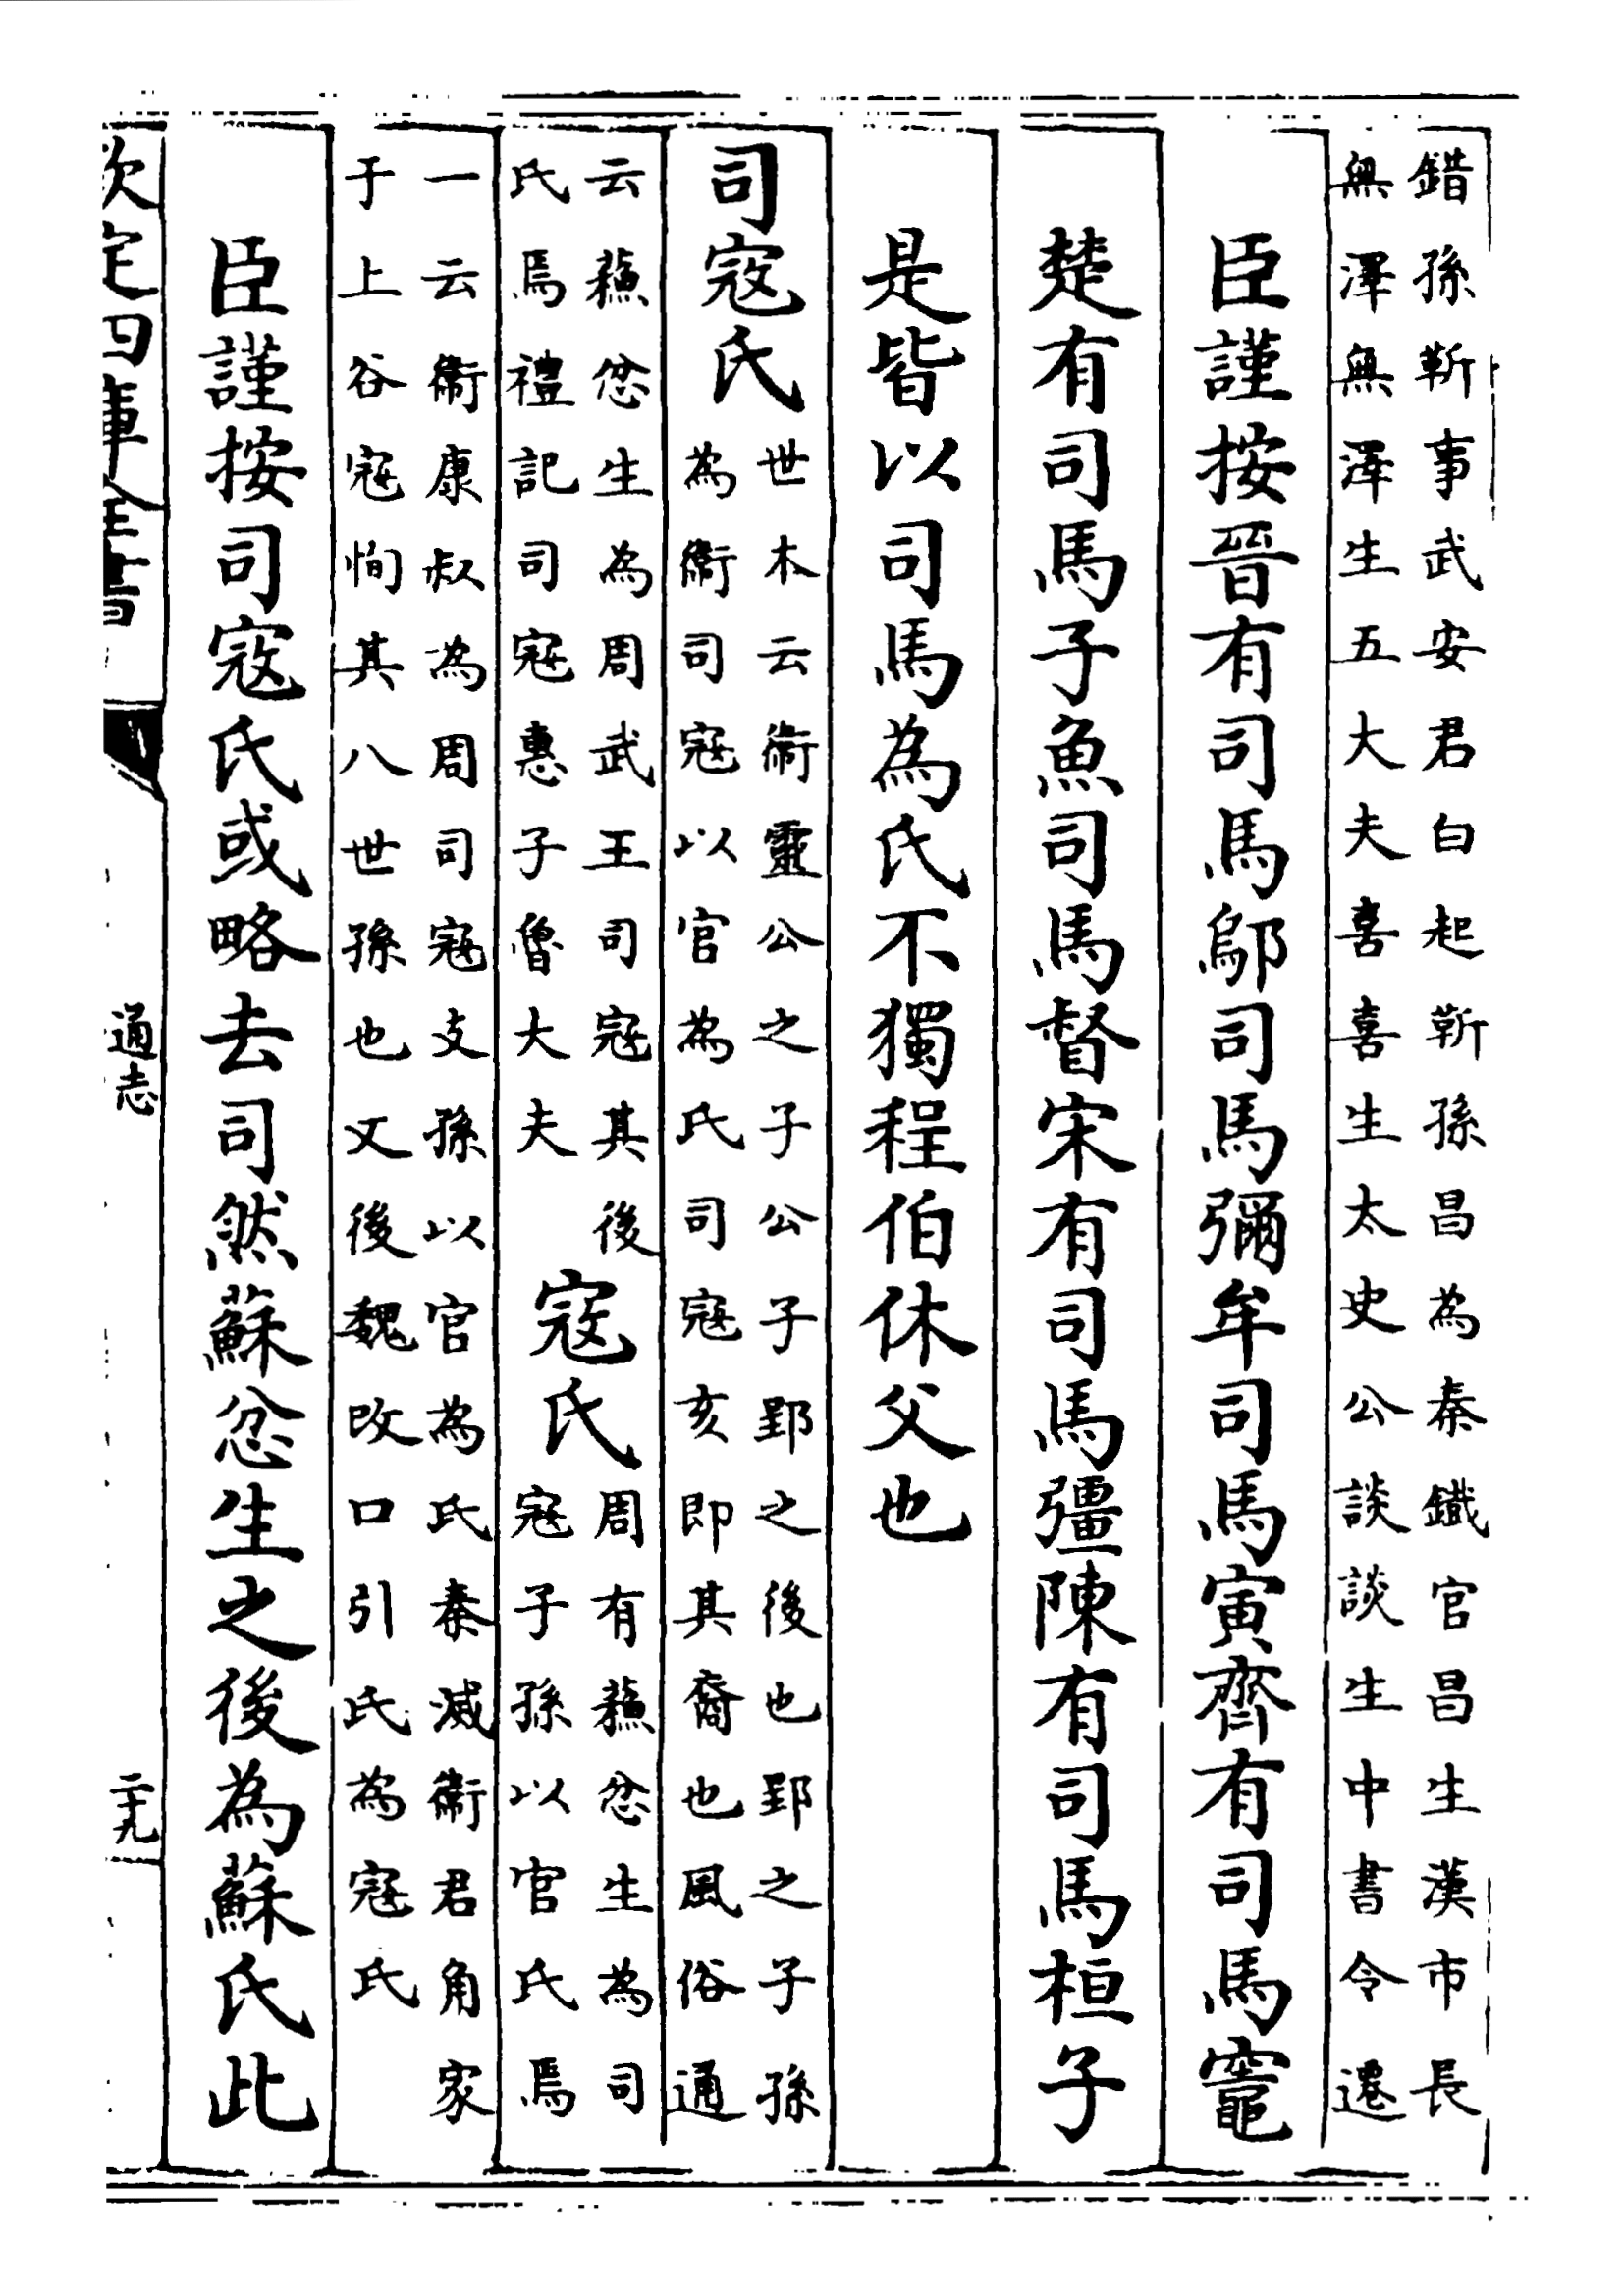 錯孫靳事武安君白起靳孫昌為秦鐵官昌生漢市長
無澤無澤生五大夫喜喜生太史公談談生中書令遷
臣謹按晉有司馬鄔司馬彌牟司馬寅齊有司馬竈
楚有司馬子魚司馬督宋有司馬彊陳有司馬桓子
是皆以司馬為氏不獨程伯休父也
司寇氏
世木云衛靈公之子公子郢之後也郢之子孫
為衛司寇以官為氏司寇亥即其裔也風俗通
云蘇忿生為周武王司寇其後
氏焉禮記司寇惠子魯大夫
寇氏
周有蘇忿生為司
寇子孫以官氏焉
一云衛康叔為周司寇支孫以官為氏秦滅衛君角家
于上谷寇恂其八世孫也又後魏改口引氏為寇氏
臣謹按司寇氏或略去司然蘇忿生之後為蘇氏此
欽定四庫全書
通志
二十九